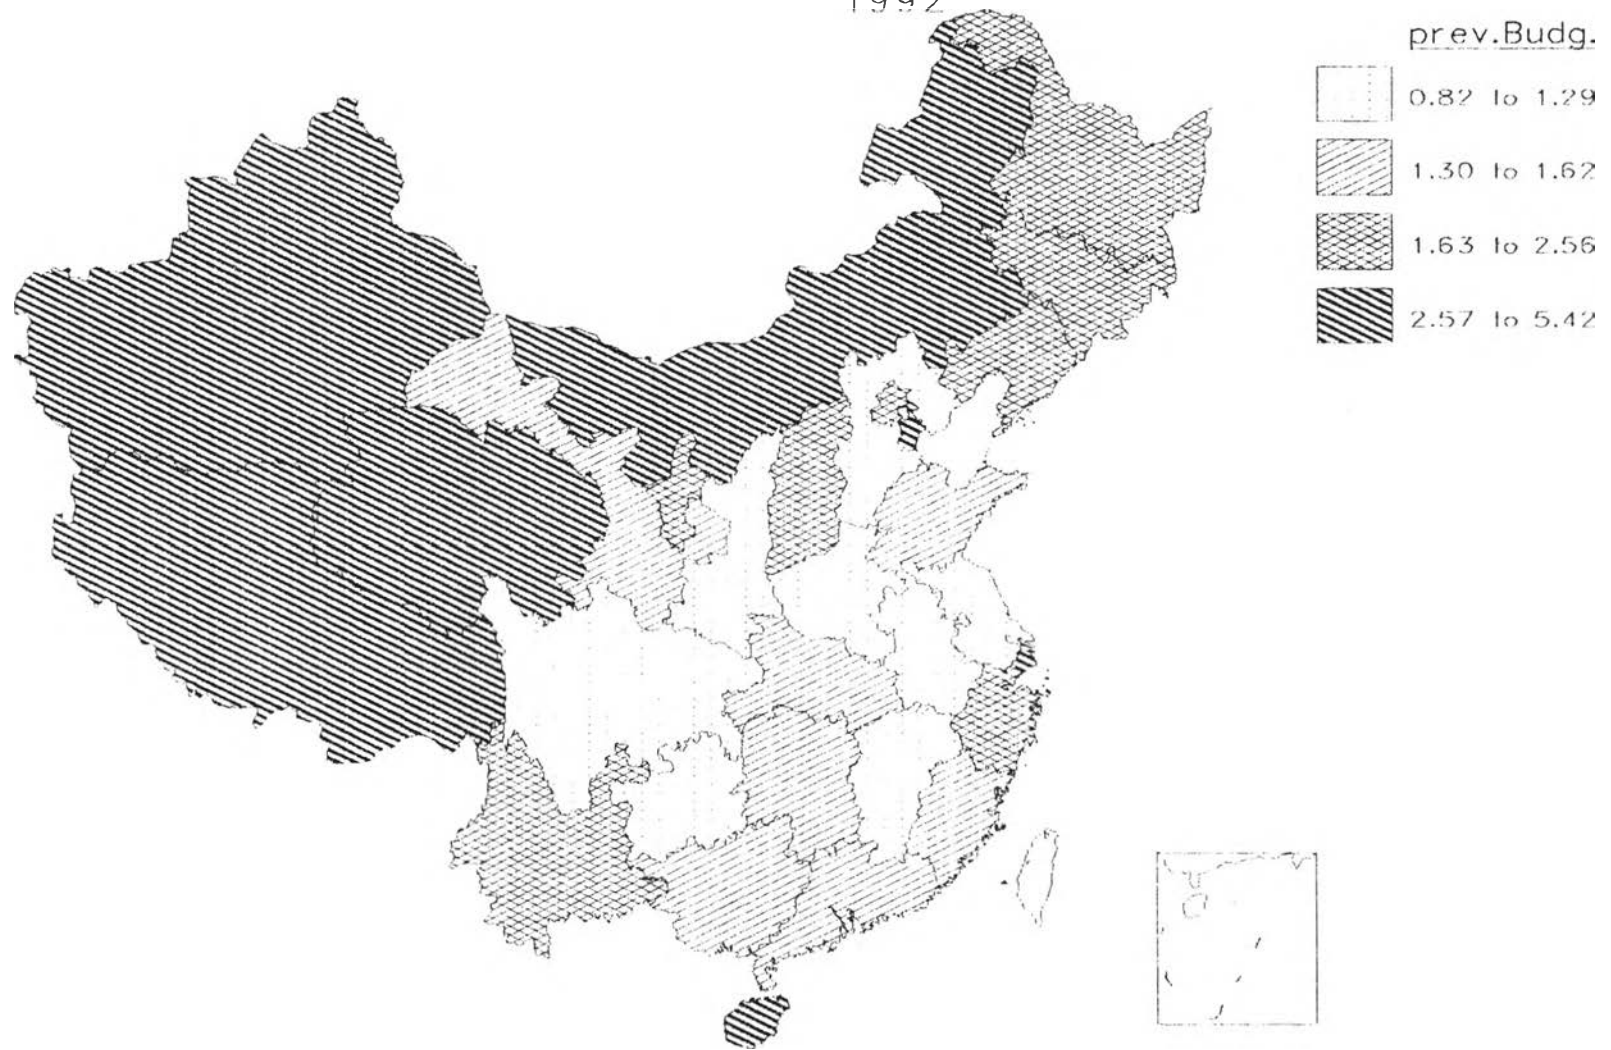 1992
prev.Budg.
0.82 to 1.29
1.30 to 1.62
1.63 to 2.56
2.57 to 5.42